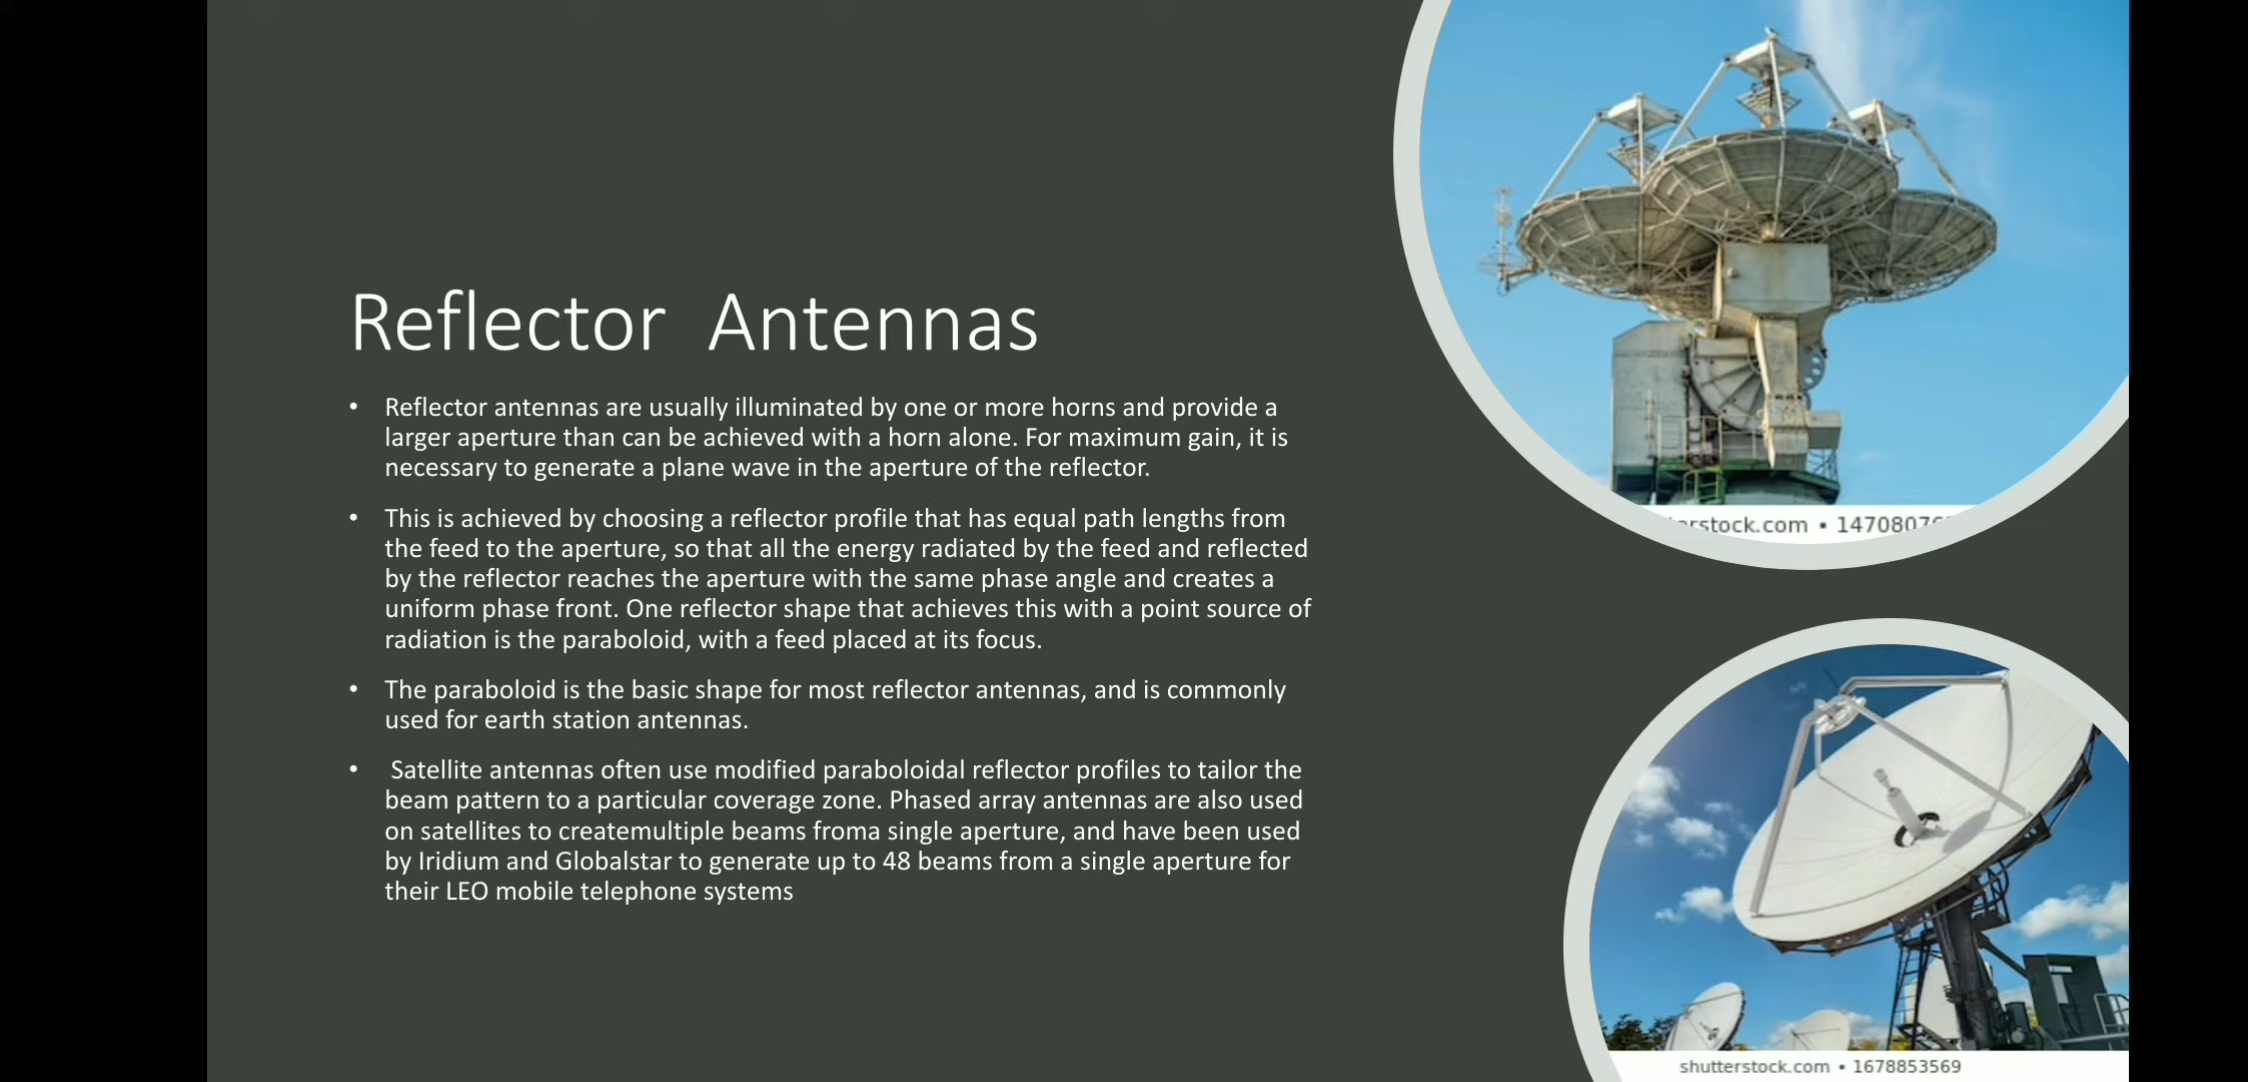 Reflector Antennas
• Reflector antennas are usually illuminated by one or more horns and provide a
larger aperture than can be achieved with a horn alone. For maximum gain, it is
necessary to generate a plane wave in the aperture of the reflector.
• This is achieved by choosing a reflector profile that has equal path lengths from
the feed to the aperture, so that all the energy radiated by the feed and reflected
by the reflector reaches the aperture with the same phase angle and creates a
uniform phase front. One reflector shape that achieves this with a point source of
radiation is the paraboloid, with a feed placed at its focus.
• The paraboloid is the basic shape for most reflector antennas, and is commonly
used for earth station antennas.
• Satellite antennas often use modified paraboloidal reflector profiles to tailor the
beam pattern to a particular coverage zone. Phased array antennas are also used
on satellites to createmultiple beams froma single aperture, and have been used
by Iridium and Globalstar to generate up to 48 beams from a single aperture for
their LEO mobile telephone systems
rstock.com • 147080
shutterstock.com • 1678853569